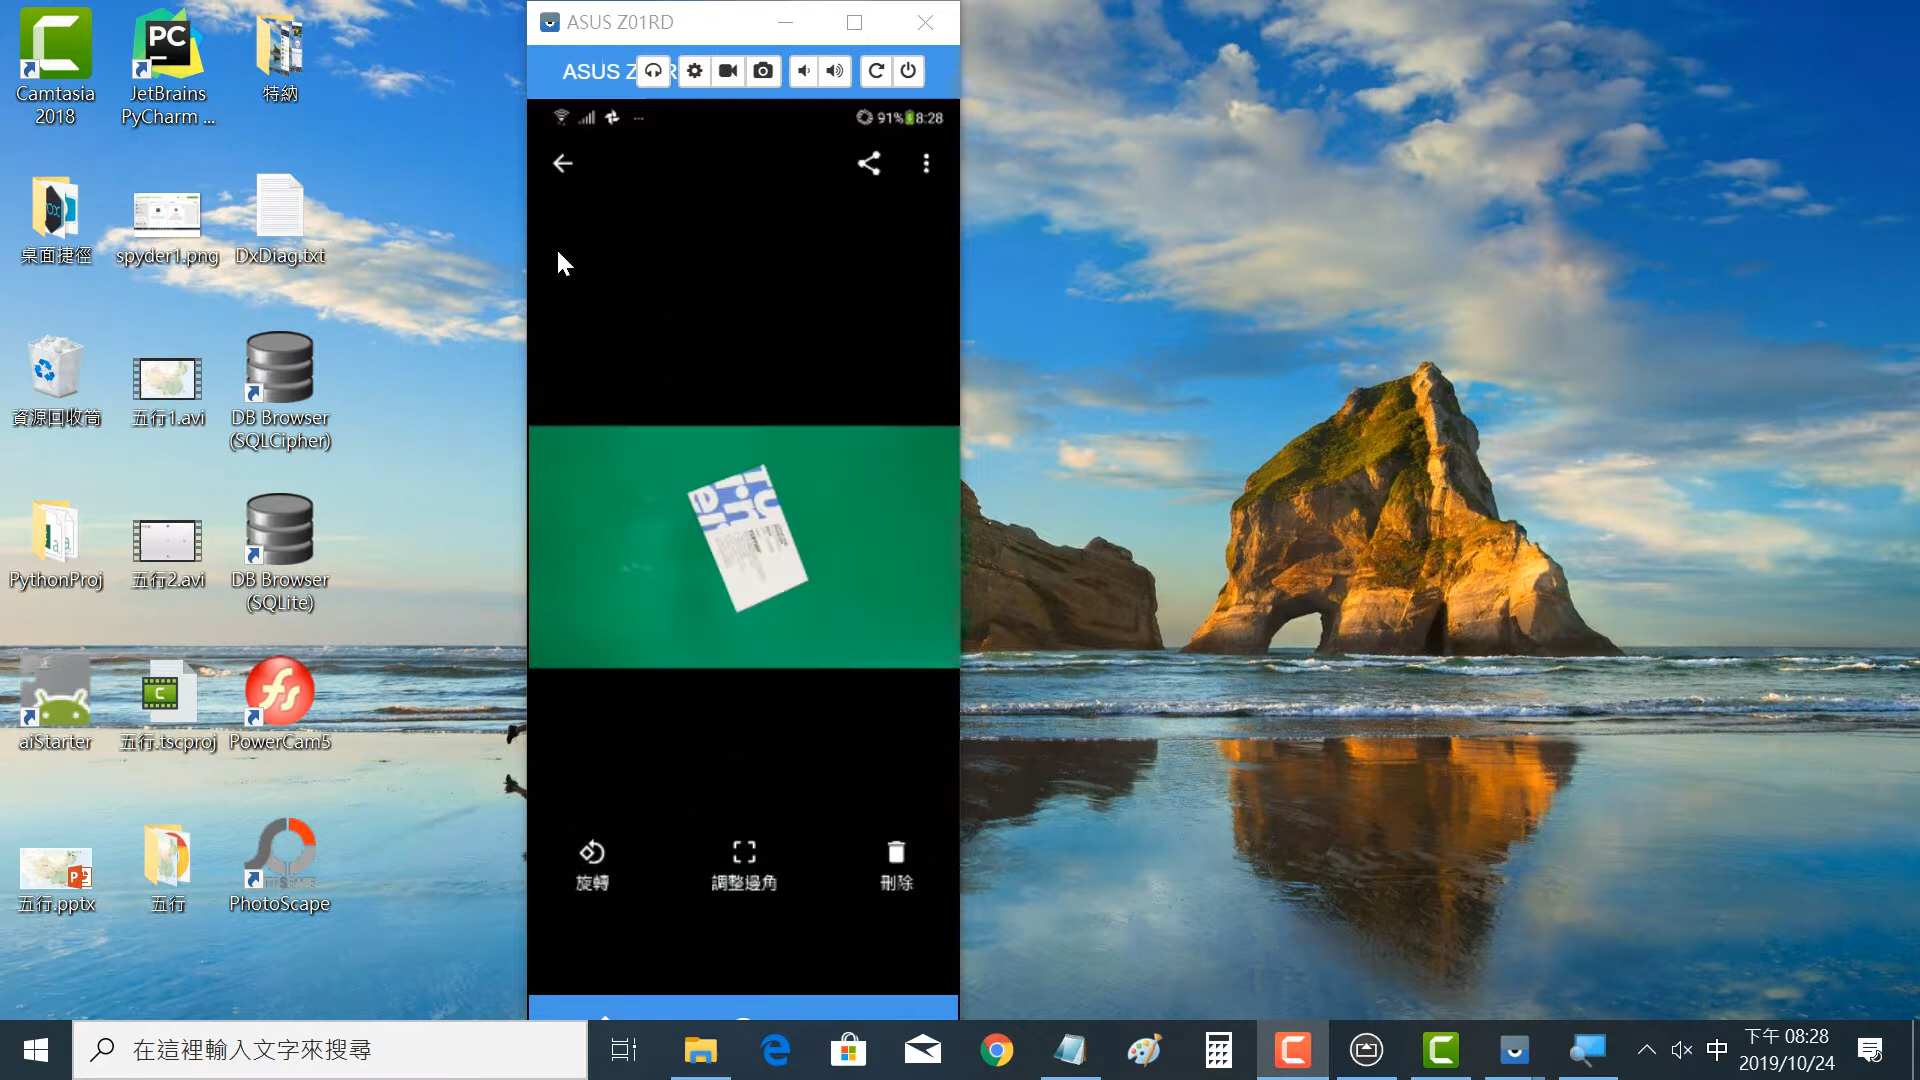 Camtasia 2018
JetBrains PyCharm ...
特納
桌面捷徑
spyder1.png
DxDiag.txt
資源回收筒
五行1.avi
DB Browser (SQLCipher)
PythonProj
五行2.avi
DB Browser (SQLite)
aiStarter
五行.tscproj
PowerCam5
五行.pptx
五行
PhotoScape
ASUS Z01RD
ASUS Z
91% 8:28
旋轉
調整邊角
刪除
在這裡輸入文字來搜尋
中
下午 08:28
2019/10/24